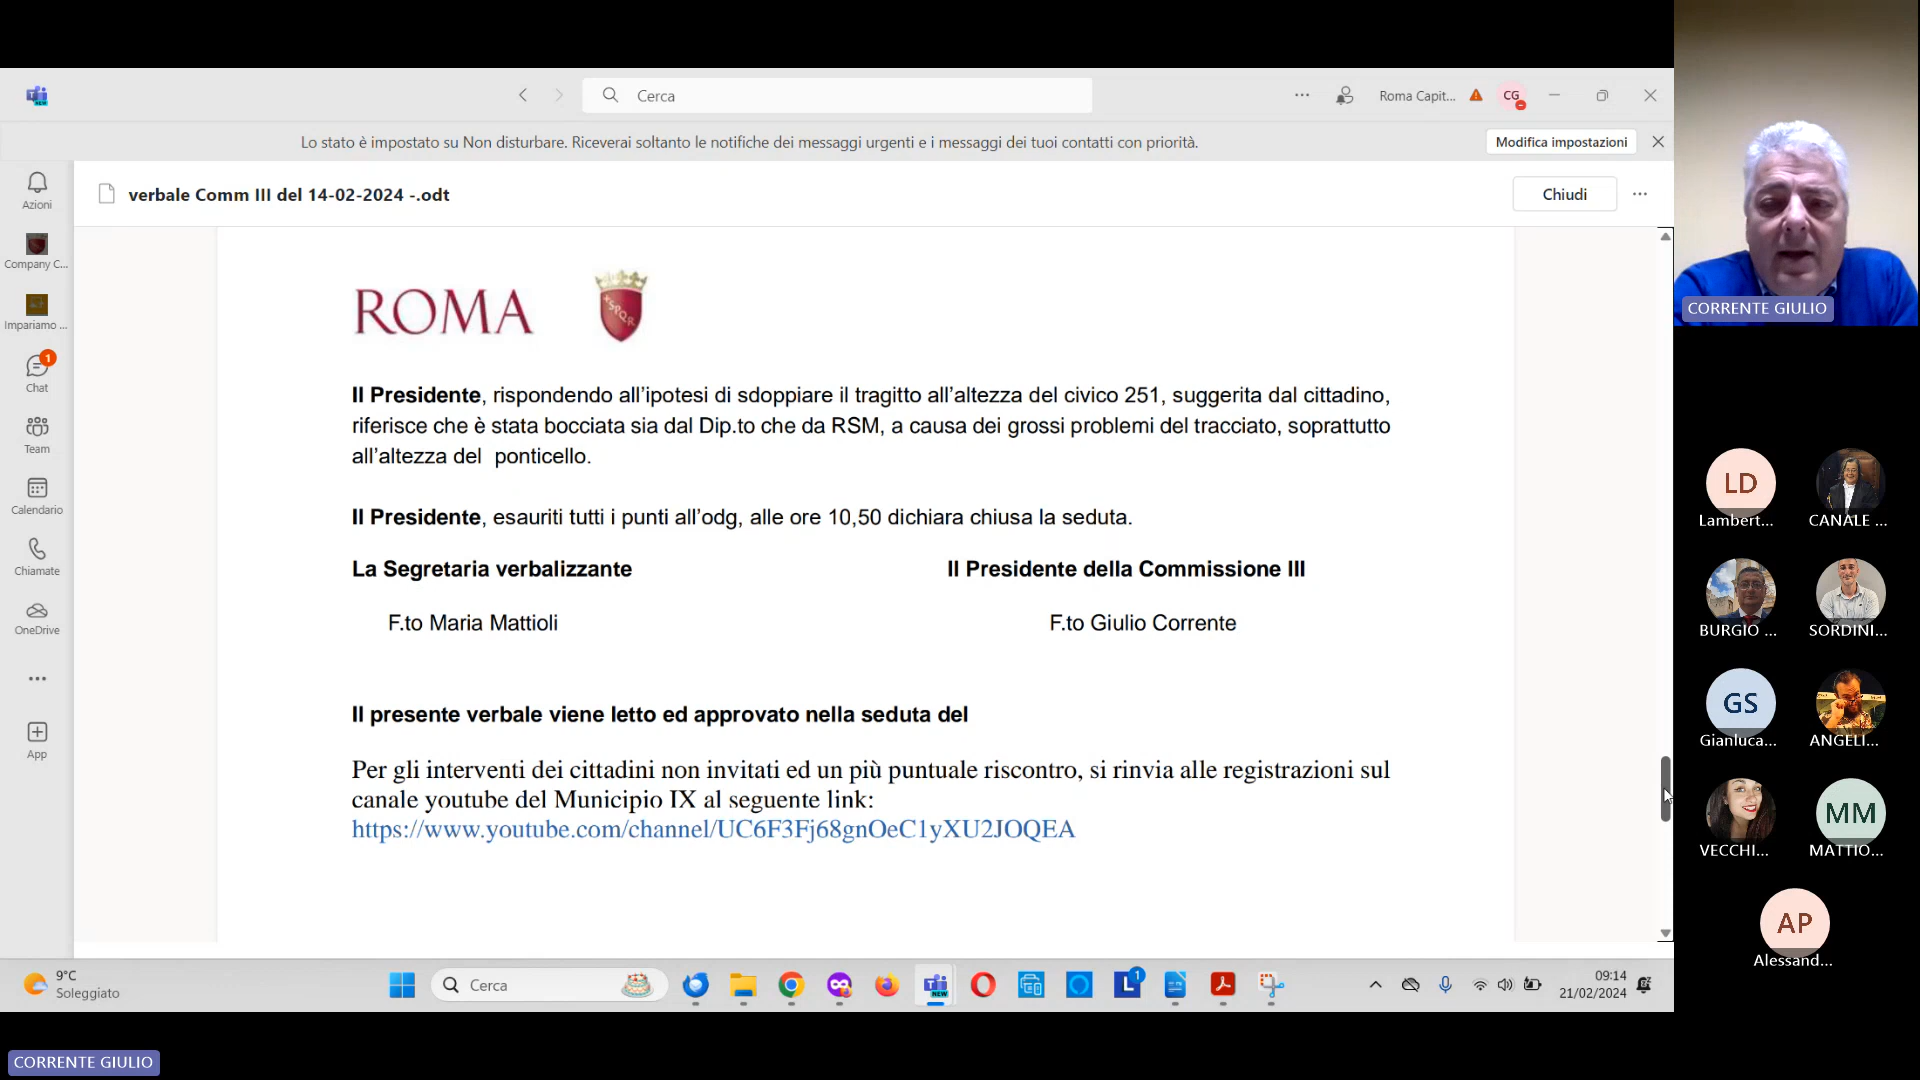 Cerca
Roma Capit...
CG
Lo stato è impostato su Non disturbare. Riceverai soltanto le notifiche dei messaggi urgenti e i messaggi dei tuoi contatti con priorità.
Modifica impostazioni
verbale Comm III del 14-02-2024 -.odt
Chiudi
Azioni
Company C...
Impariamo ...
1
Chat
Team
Calendario
Chiamate
OneDrive
App
ROMA
SPQR
Il Presidente, rispondendo all’ipotesi di sdoppiare il tragitto all’altezza del civico 251, suggerita dal cittadino,
riferisce che è stata bocciata sia dal Dip.to che da RSM, a causa dei grossi problemi del tracciato, soprattutto
all’altezza del ponticello.
Il Presidente, esauriti tutti i punti all’odg, alle ore 10,50 dichiara chiusa la seduta.
La Segretaria verbalizzante
Il Presidente della Commissione III
F.to Maria Mattioli
F.to Giulio Corrente
Il presente verbale viene letto ed approvato nella seduta del
Per gli interventi dei cittadini non invitati ed un più puntuale riscontro, si rinvia alle registrazioni sul
canale youtube del Municipio IX al seguente link:
https://www.youtube.com/channel/UC6F3Fj68gnOeC1yXU2JOQEA
CORRENTE GIULIO
LD
Lambert...
CANALE ...
BURGIO ...
SORDINI...
GS
Gianluca...
ANGELI...
VECCHI...
MM
MATTIO...
AP
Alessand...
9°C
Soleggiato
Cerca
NEW
L
1
09:14
21/02/2024
CORRENTE GIULIO